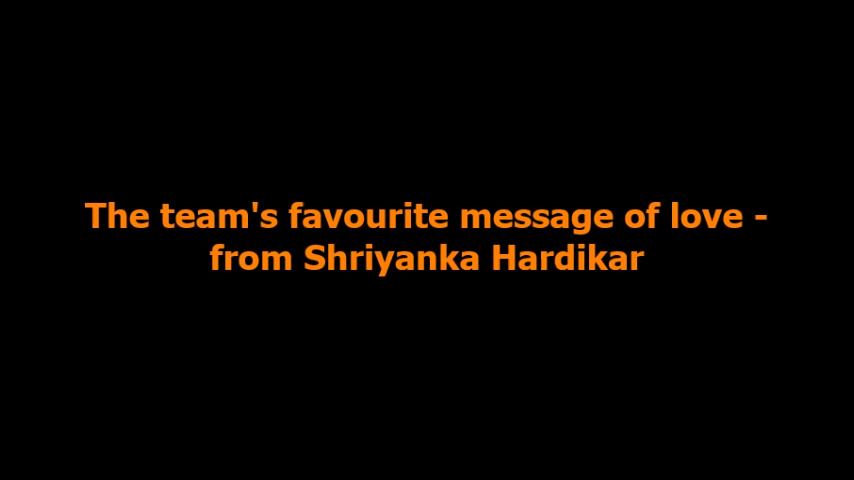 The team's favourite message of love -
from Shriyanka Hardikar